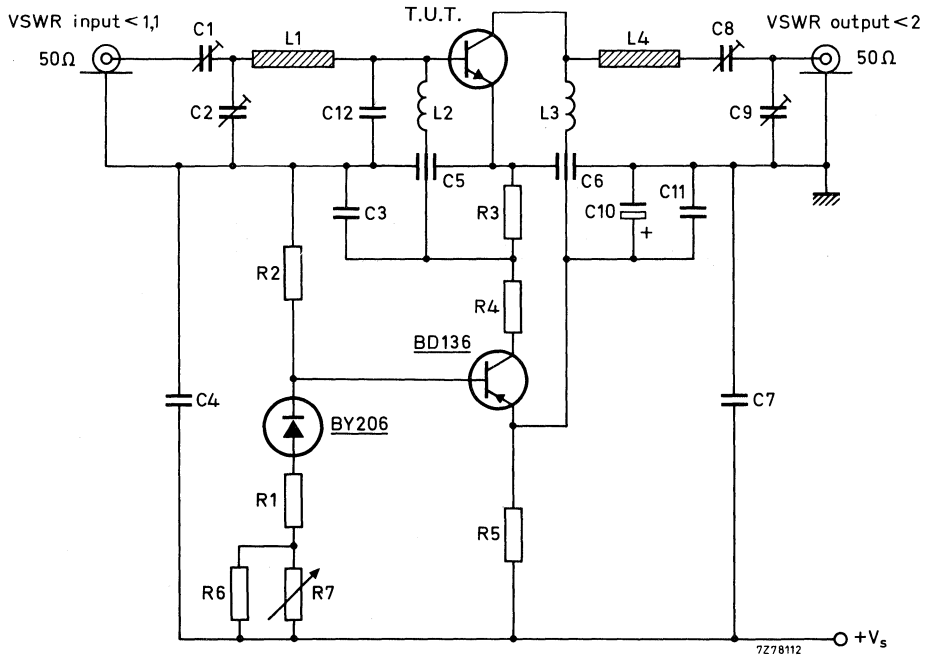 VSWR input < 1,1
T.U.T.
VSWR output < 2
50Ω
C1
L1
L4
C8
50Ω
C2
C12
L2
L3
C9
C5
C6
C3
R3
C10
+
C11
R2
R4
BD136
C4
BY206
C7
R1
R5
R6
R7
7Z78112
+Vs